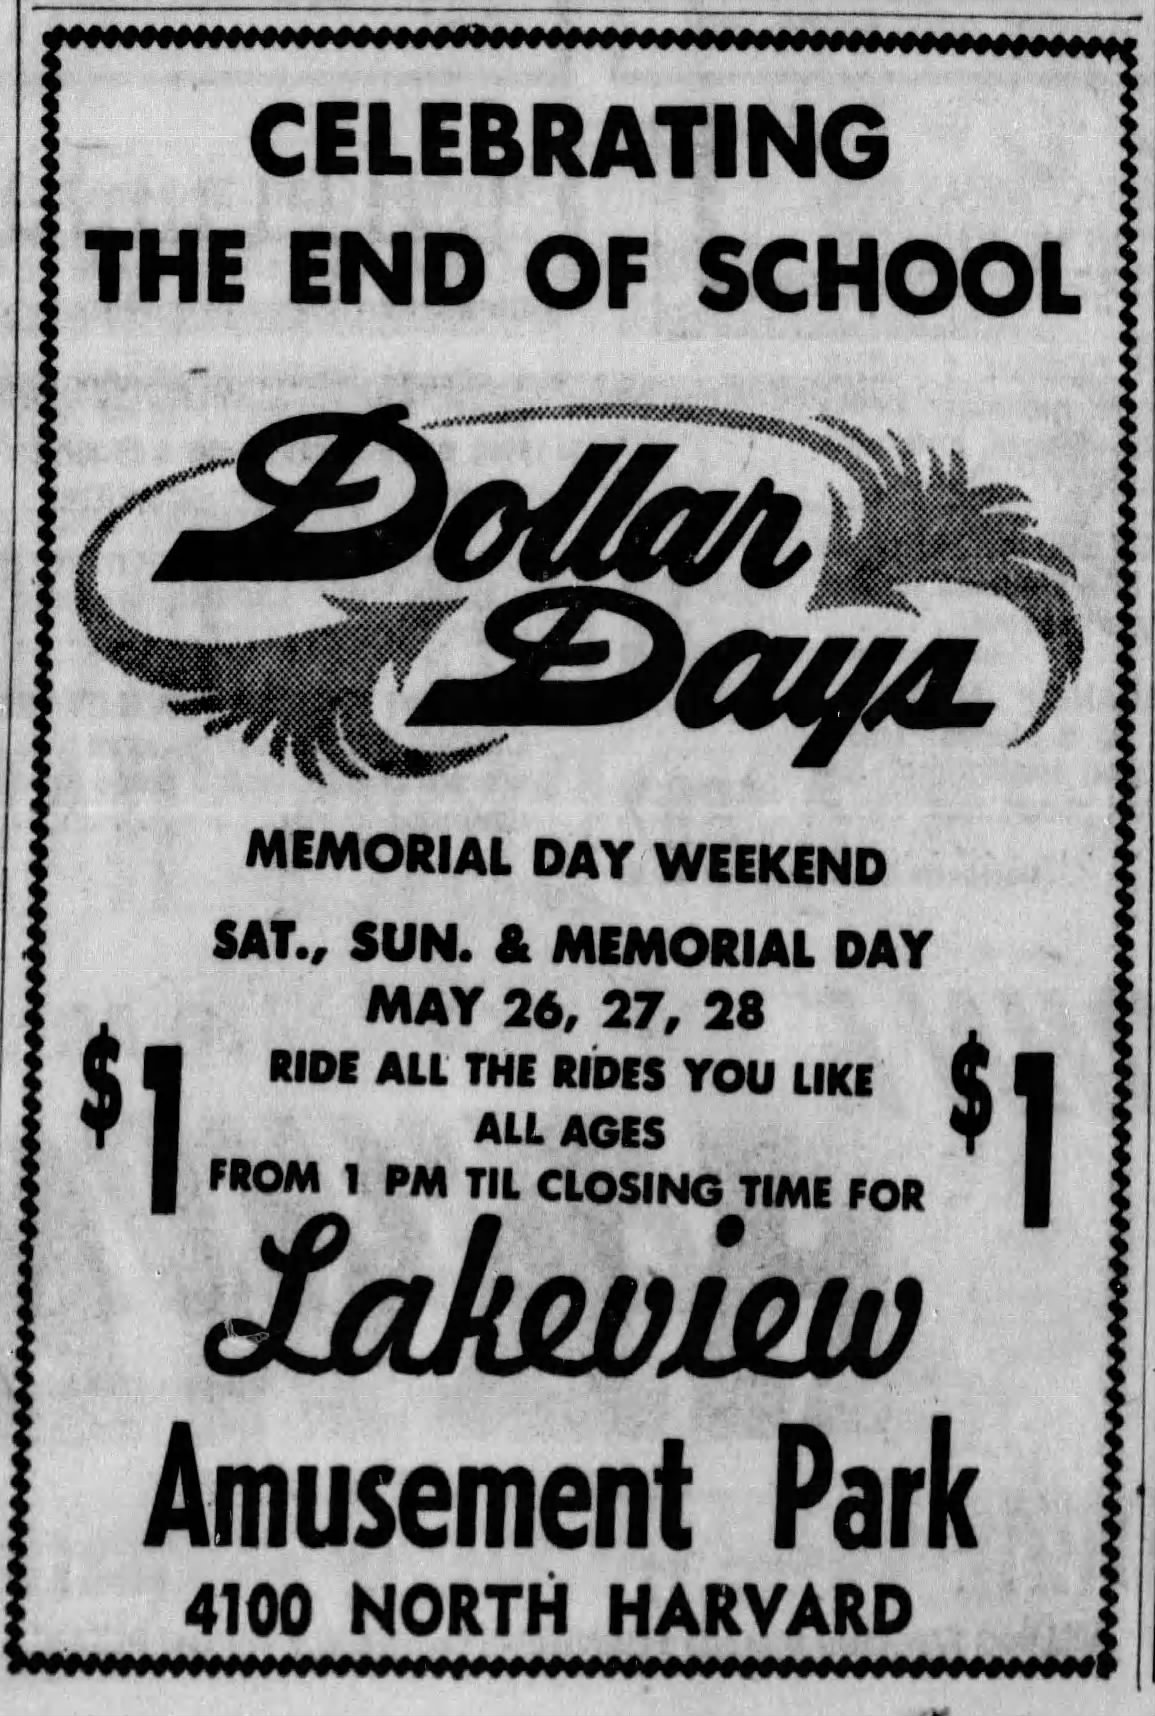 CELEBRATING
THE END OF SCHOOL
Dollar
Days
MEMORIAL DAY WEEKEND
SAT., SUN. & MEMORIAL DAY
MAY 26, 27, 28
$1 RIDE ALL THE RIDES YOU LIKE $1
ALL AGES
FROM 1 PM TIL CLOSING TIME FOR
Lakeview
Amusement Park
4100 NORTH HARVARD